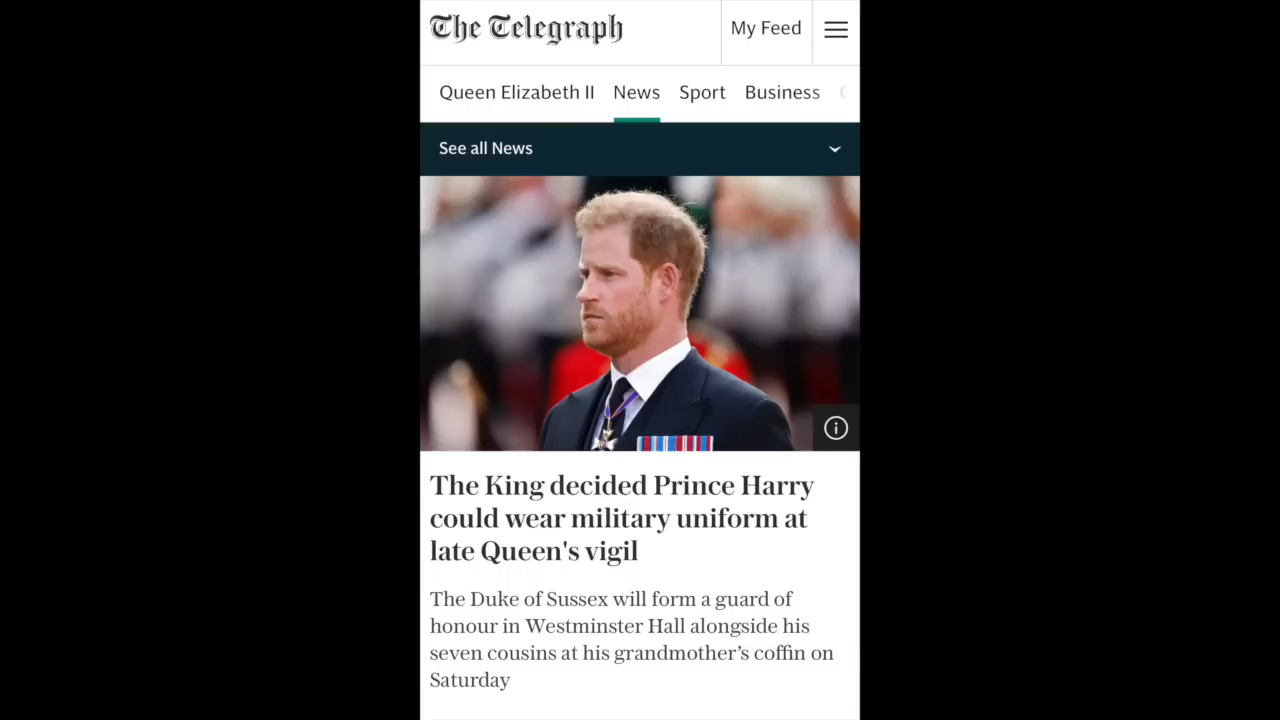 The Telegraph
My Feed
Queen Elizabeth II News Sport Business
See all News
The King decided Prince Harry
could wear military uniform at
late Queen's vigil
The Duke of Sussex will form a guard of
honour in Westminster Hall alongside his
seven cousins at his grandmother’s coffin on
Saturday